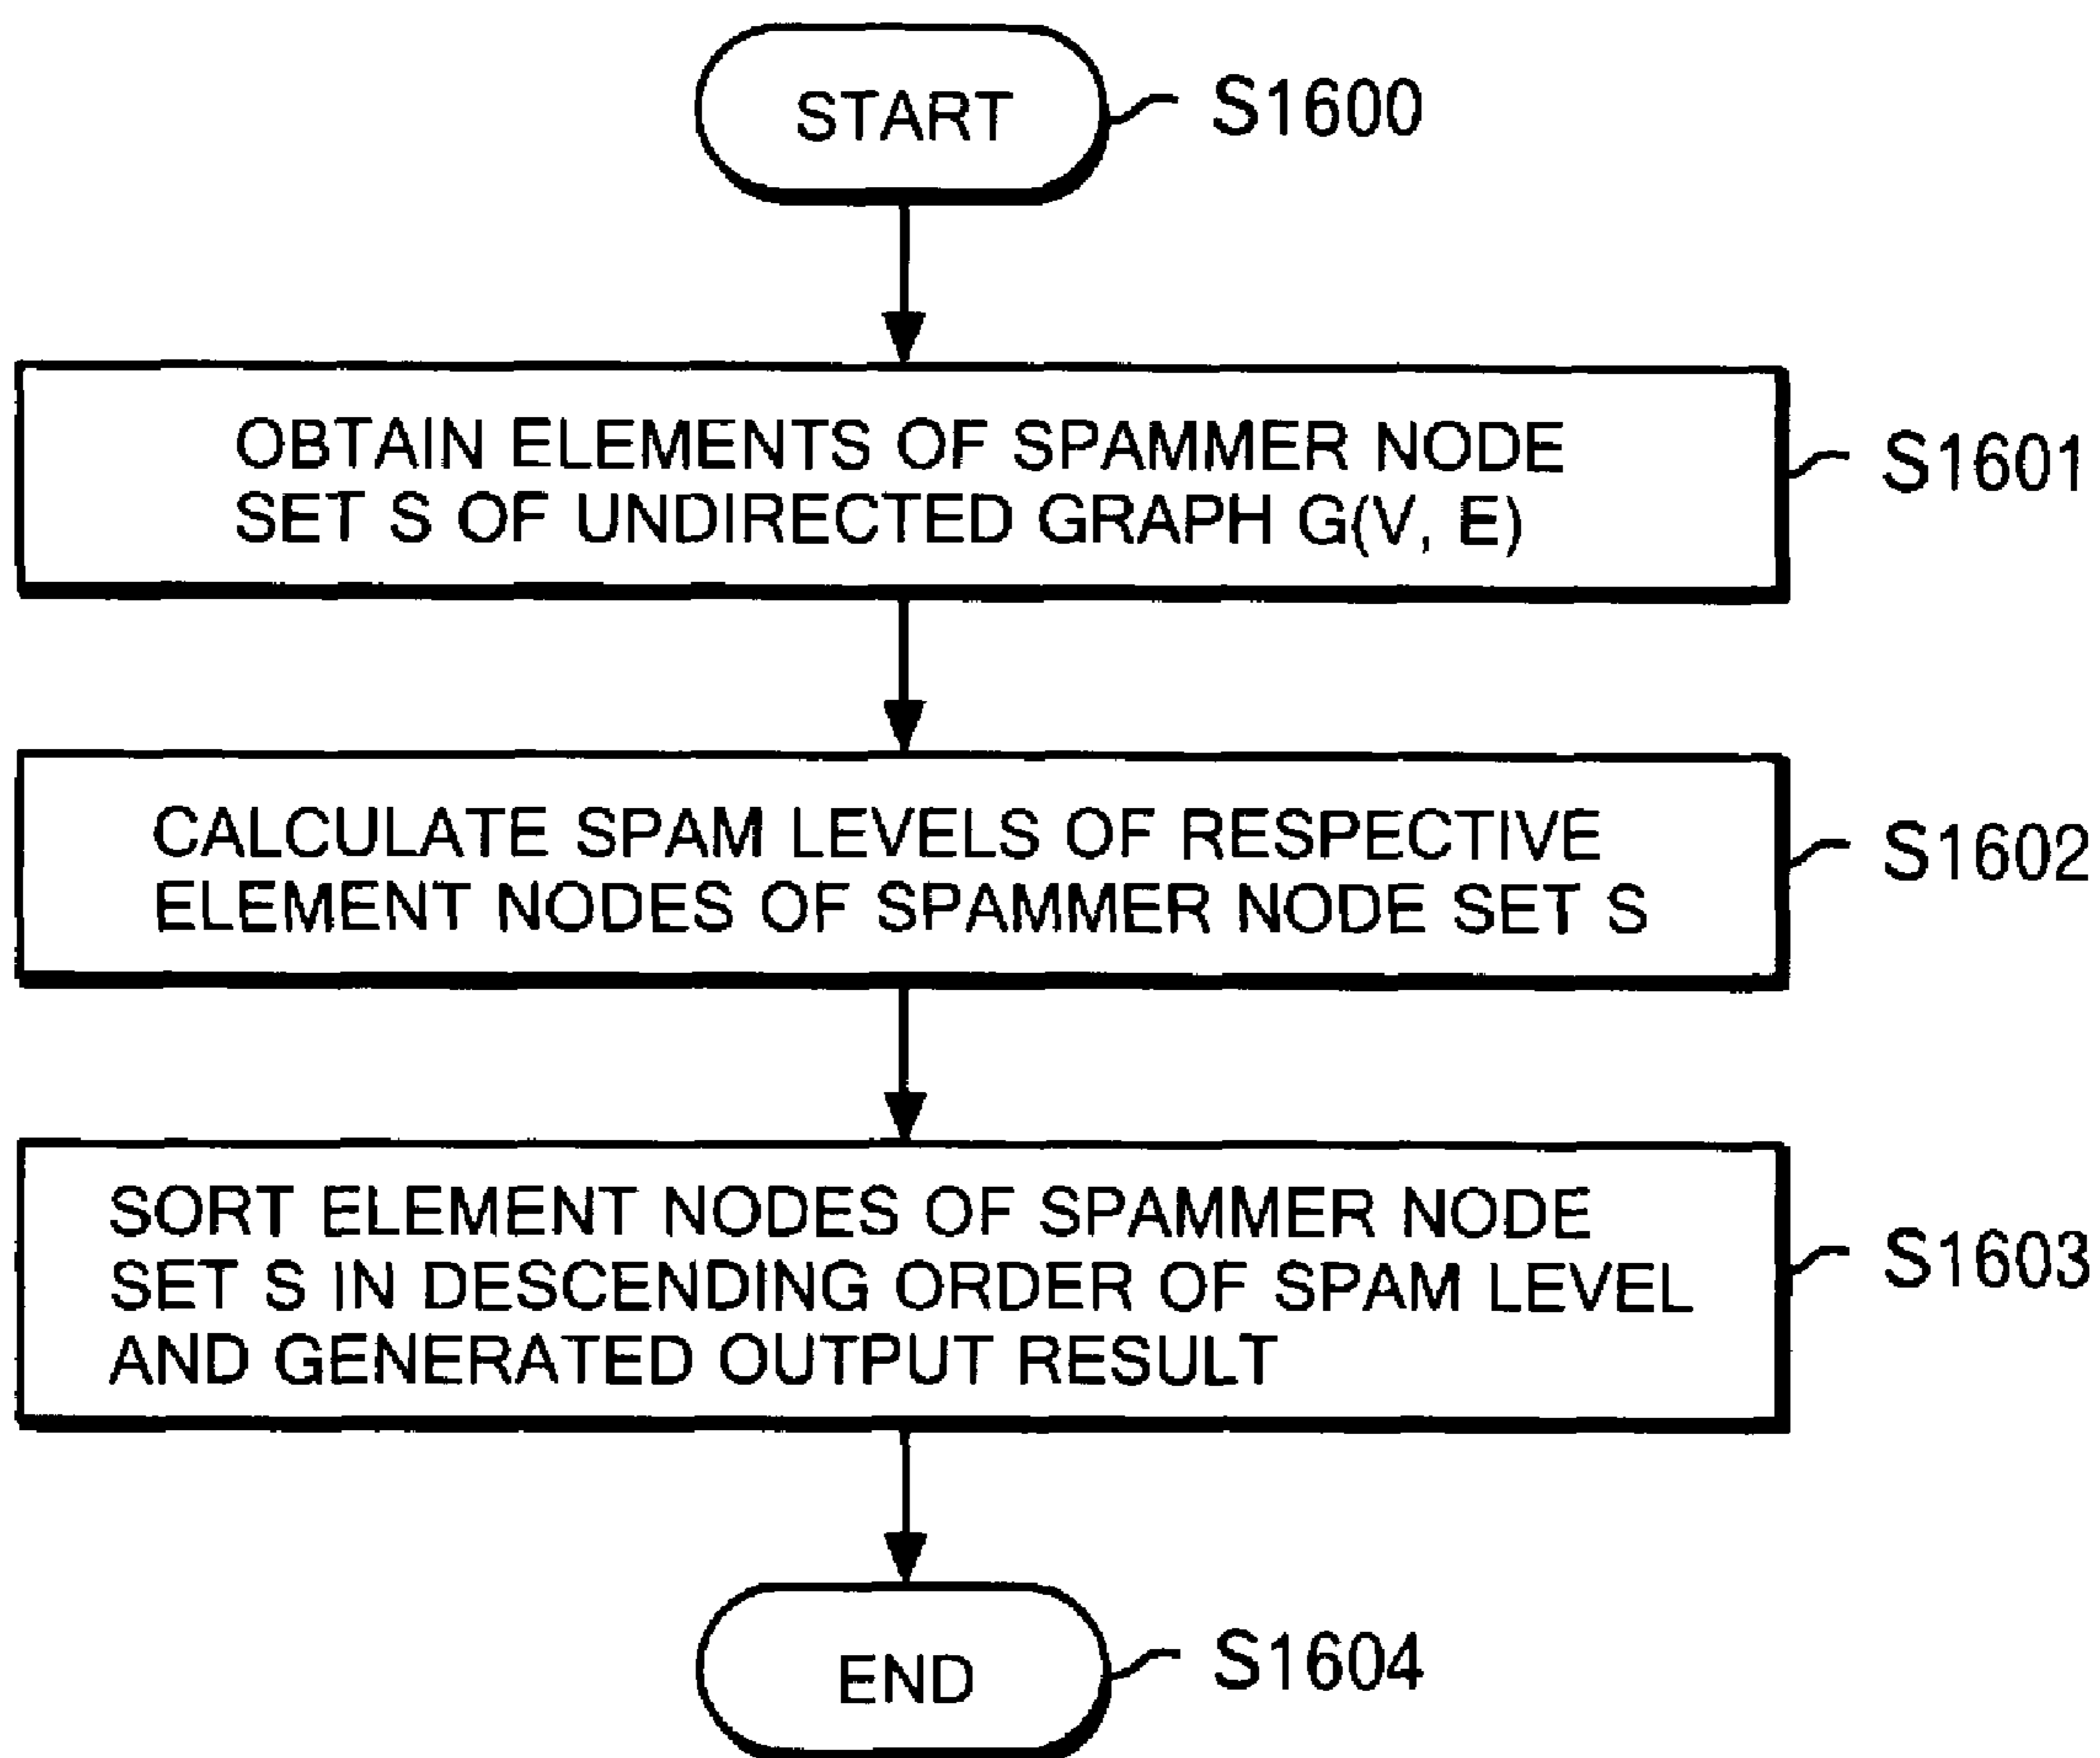 START
S1600
OBTAIN ELEMENTS OF SPAMMER NODE
SET S OF UNDIRECTED GRAPH G(V, E)
S1601
CALCULATE SPAM LEVELS OF RESPECTIVE
ELEMENT NODES OF SPAMMER NODE SET S
S1602
SORT ELEMENT NODES OF SPAMMER NODE
SET S IN DESCENDING ORDER OF SPAM LEVEL
AND GENERATED OUTPUT RESULT
S1603
END
S1604